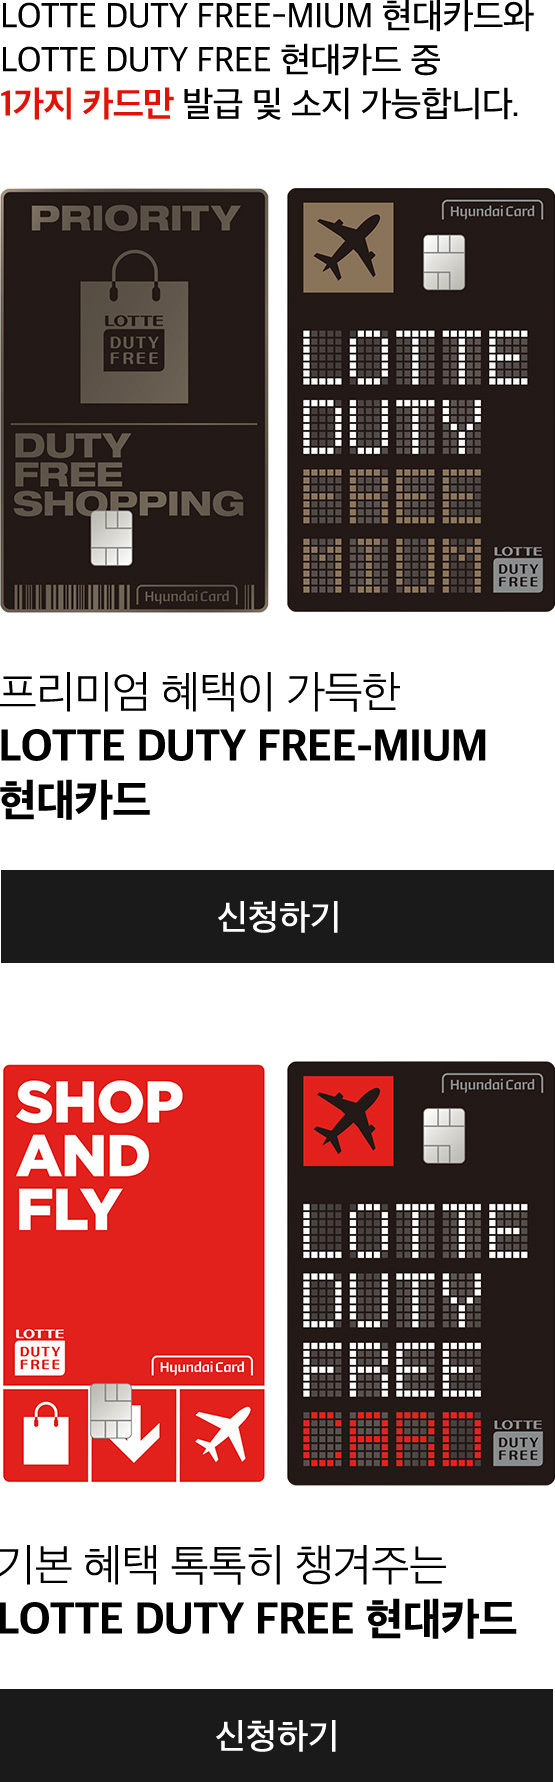 LOTTE DUTY FREE-MIUM 현대카드와
LOTTE DUTY FREE 현대카드 중
1가지 카드만 발급 및 소지 가능합니다.
PRIORITY
LOTTE
DUTY
FREE
DUTY
FREE
SHOPPING
Hyundai Card
Hyundai Card
LOTTE
DUTY
FREE
MIUM
LOTTE
DUTY
FREE
프리미엄 혜택이 가득한
LOTTE DUTY FREE-MIUM
현대카드
신청하기
SHOP
AND
FLY
LOTTE
DUTY
FREE
Hyundai Card
Hyundai Card
LOTTE
DUTY
FREE
CARD
LOTTE
DUTY
FREE
기본 혜택 톡톡히 챙겨주는
LOTTE DUTY FREE 현대카드
신청하기